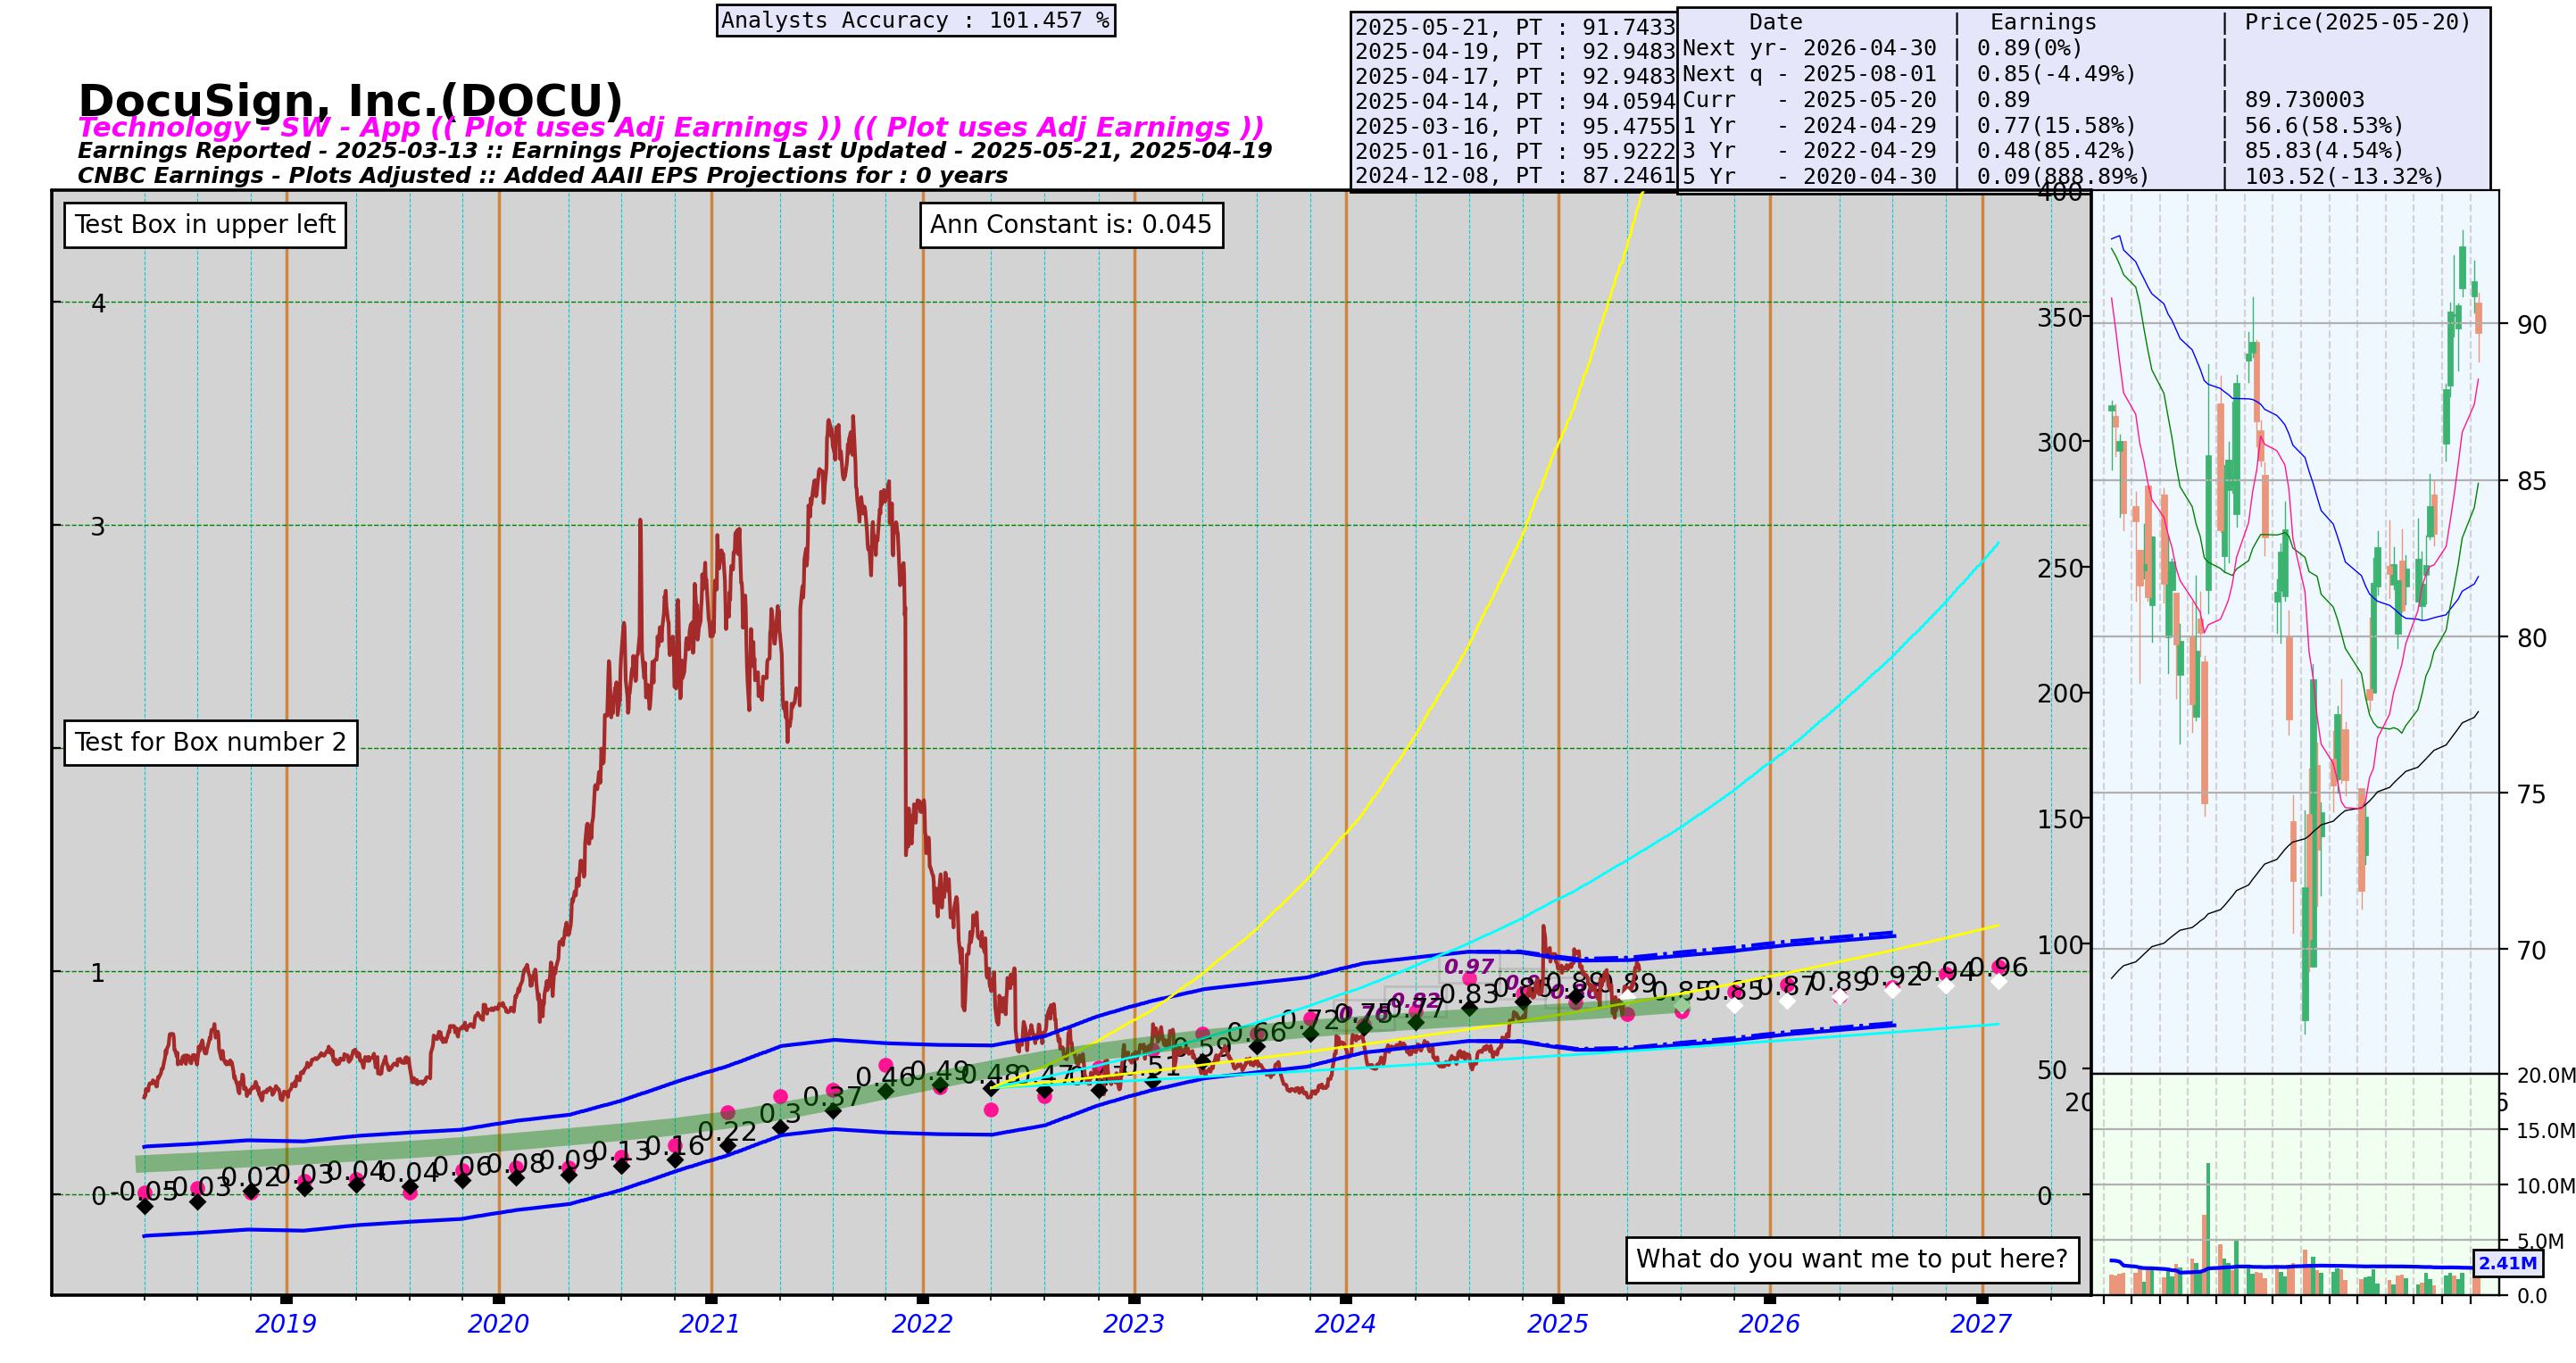 Analysts Accuracy : 101.457 %
2025-05-21, PT : 91.7433
2025-04-19, PT : 92.9483
2025-04-17, PT : 92.9483
2025-04-14, PT : 94.0594
2025-03-16, PT : 95.4755
2025-01-16, PT : 95.9222
2024-12-08, PT : 87.2461
Date | Earnings | Price(2025-05-20)
Next yr- 2026-04-30 | 0.89(0%) |
Next q - 2025-08-01 | 0.85(-4.49%) |
Curr - 2025-05-20 | 0.89 | 89.730003
1 Yr - 2024-04-29 | 0.77(15.58%) | 56.6(58.53%)
3 Yr - 2022-04-29 | 0.48(85.42%) | 85.83(4.54%)
5 Yr - 2020-04-30 | 0.09(888.89%) | 103.52(-13.32%)
DocuSign, Inc.(DOCU)
Technology - SW - App (( Plot uses Adj Earnings )) (( Plot uses Adj Earnings ))
Earnings Reported - 2025-03-13 :: Earnings Projections Last Updated - 2025-05-21, 2025-04-19
CNBC Earnings - Plots Adjusted :: Added AAII EPS Projections for : 0 years
Test Box in upper left
Ann Constant is: 0.045
Test for Box number 2
What do you want me to put here?
4
3
1
0
400
350
300
250
200
150
100
50
0
-0.05
0.03
0.02
0.03
0.04
0.04
0.06
0.08
0.09
0.13
0.16
0.22
0.3
0.37
0.46
0.49
0.48
0.47
0.51
0.59
0.66
0.72
0.76
0.77
0.82
0.83
0.97
0.89
0.89
0.85
0.85
0.87
0.89
0.92
0.94
0.96
90
85
80
75
70
20.0M
15.0M
10.0M
5.0M
2.41M
0.0
2019
2020
2021
2022
2023
2024
2025
2026
2027